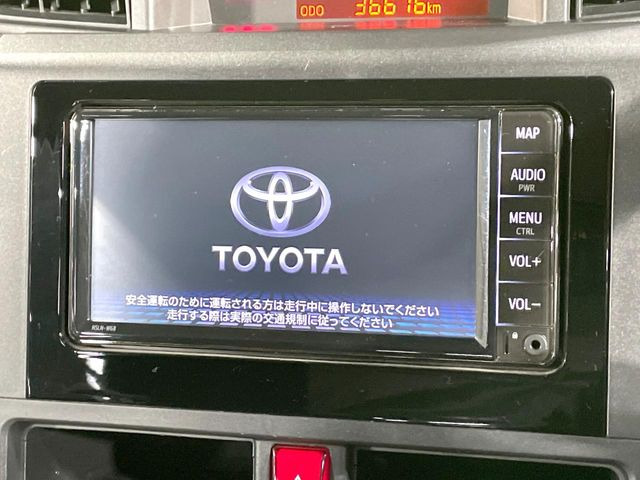 ODO 36616km
MAP
AUDIO
PWR
TOYOTA
MENU
CTRL
VOL+
VOL-
安全運転のために運転される方は走行中に操作しないでください
走行する際は実際の交通規制に従ってください
NSLN-W68